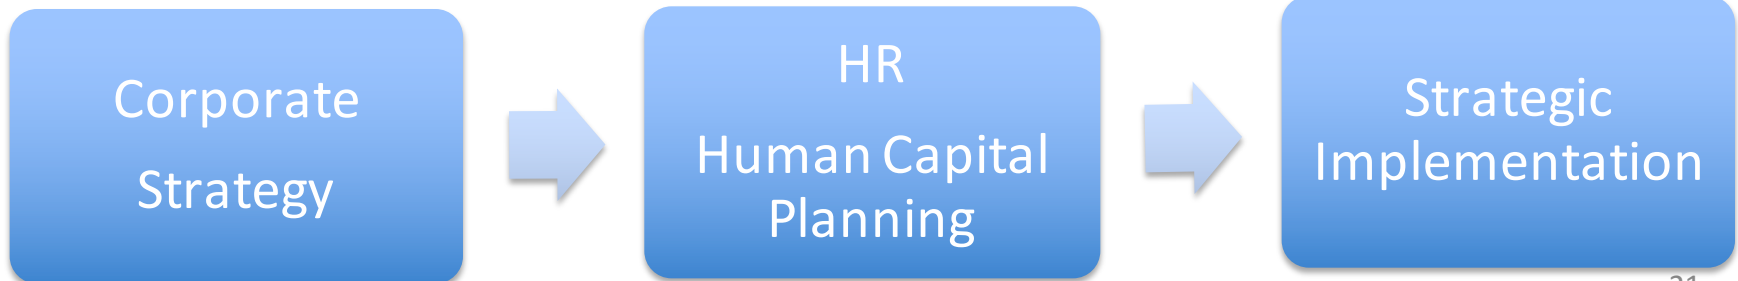 Corporate
Strategy
HR
Human Capital
Planning
Strategic
Implementation